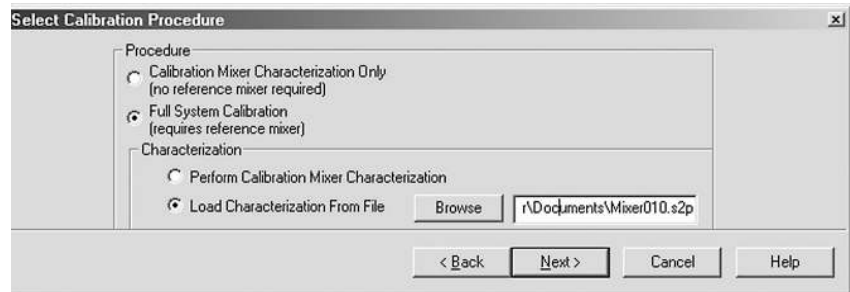 Select Calibration Procedure
Procedure
Calibration Mixer Characterization Only
(no reference mixer required)
Full System Calibration
(requires reference mixer)
Characterization
Perform Calibration Mixer Characterization
Load Characterization From File Browse r\Documents\Mixer010.s2p
< Back Next > Cancel Help